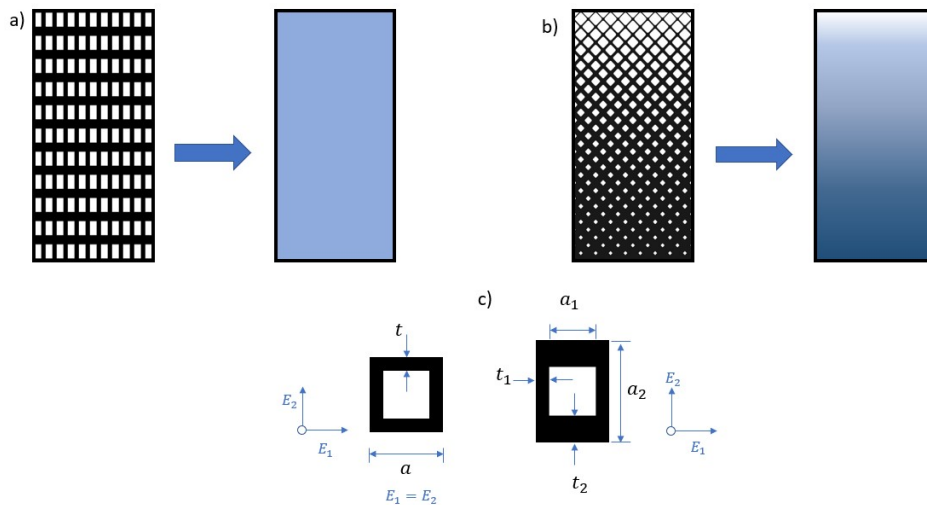 a)
b)
c)
a₁
t
t₁
a₂
E₂
E₂
E₁
E₁
a
t₂
E₁ = E₂